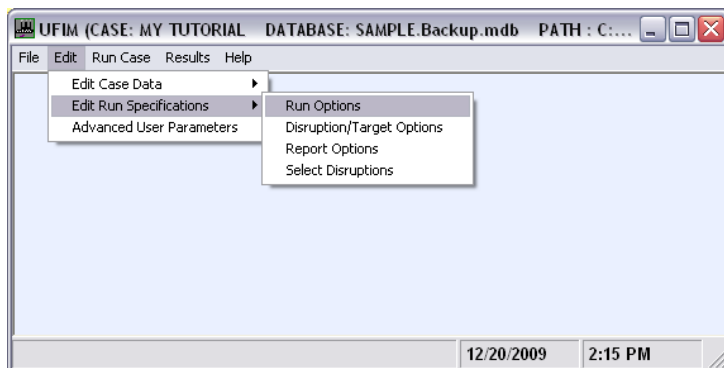 UFIM (CASE: MY TUTORIAL DATABASE: SAMPLE.Backup.mdb PATH : C:...
File Edit Run Case Results Help
Edit Case Data
Edit Run Specifications
Advanced User Parameters
Run Options
Disruption/Target Options
Report Options
Select Disruptions
12/20/2009 2:15 PM